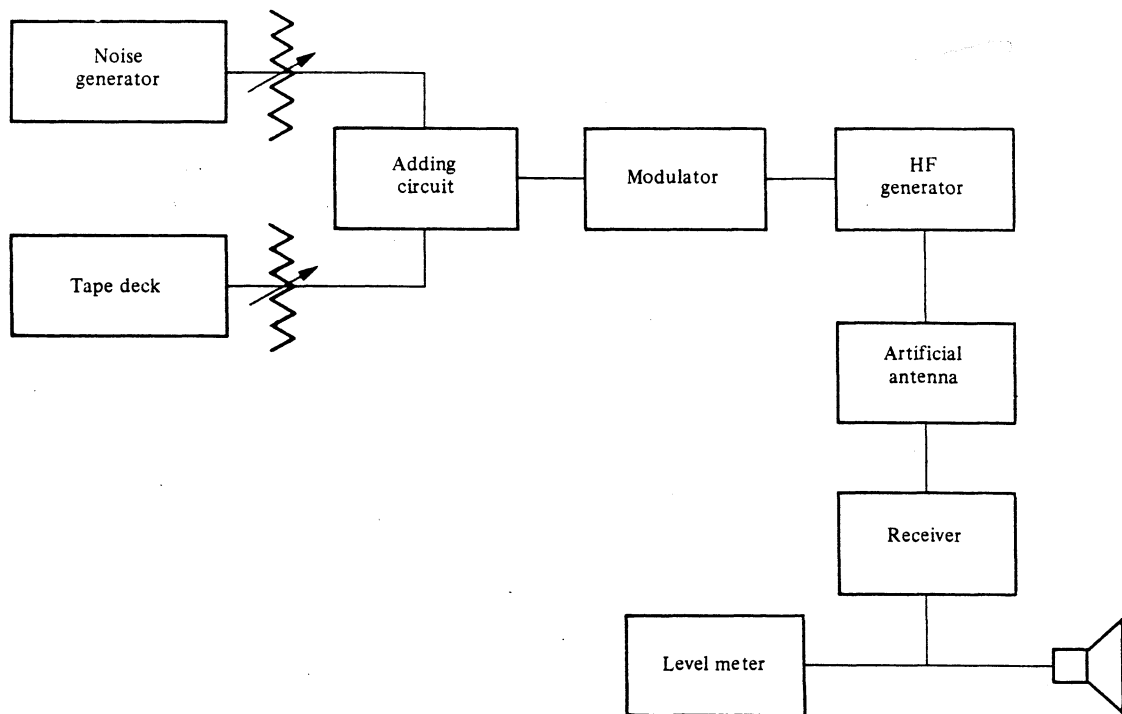 Noise
generator
Adding
circuit
Modulator
HF
generator
Tape deck
Artificial
antenna
Receiver
Level meter